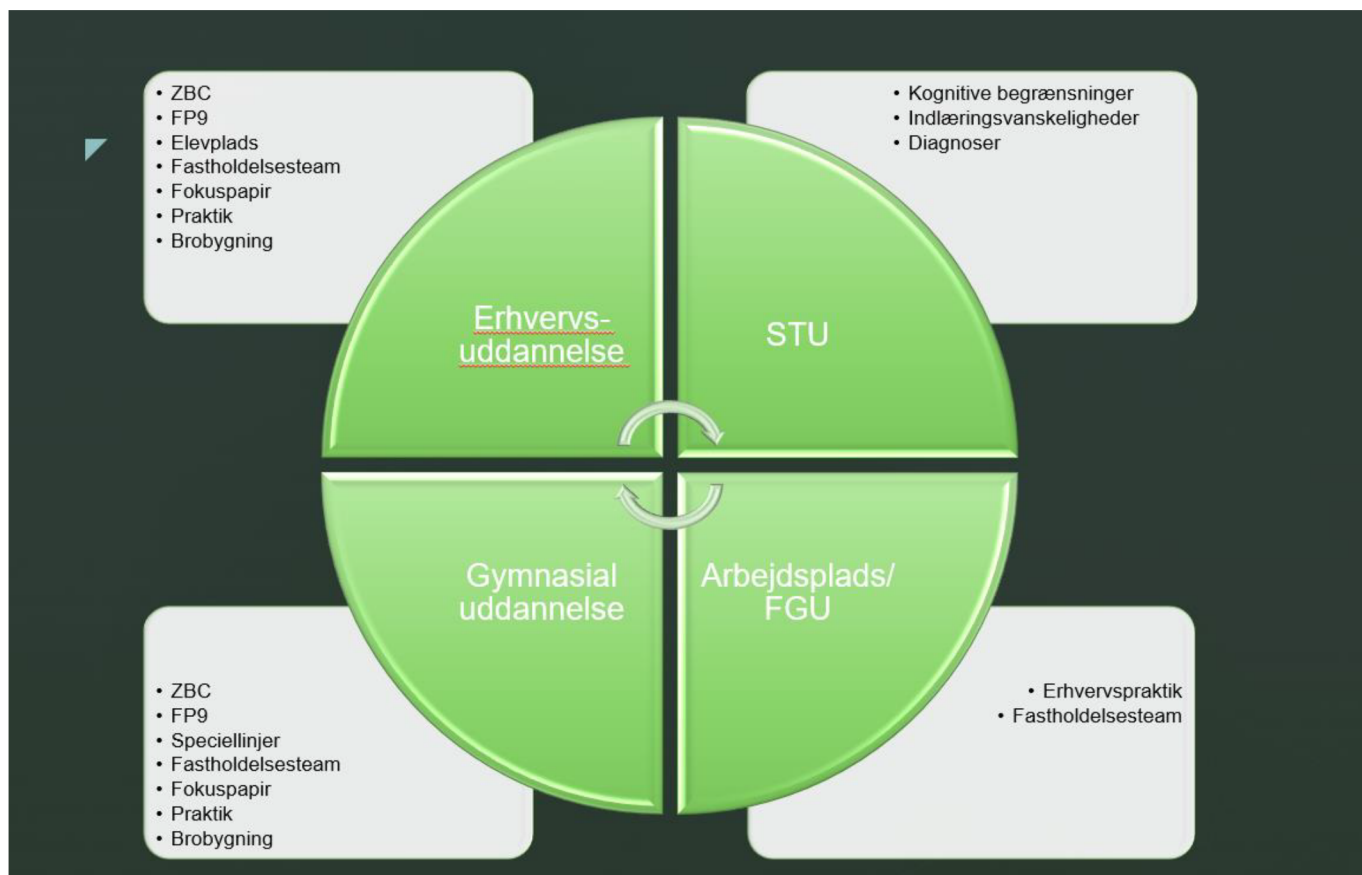 • ZBC
• FP9
• Elevplads
• Fastholdelsesteam
• Fokuspapir
• Praktik
• Brobygning
• Kognitive begrænsninger
• Indlæringsvanskeligheder
• Diagnoser
Erhvervs-
uddannelse
STU
Gymnasial
uddannelse
Arbejdsplads/
FGU
• ZBC
• FP9
• Speciellinjer
• Fastholdelsesteam
• Fokuspapir
• Praktik
• Brobygning
• Erhvervspraktik
• Fastholdelsesteam